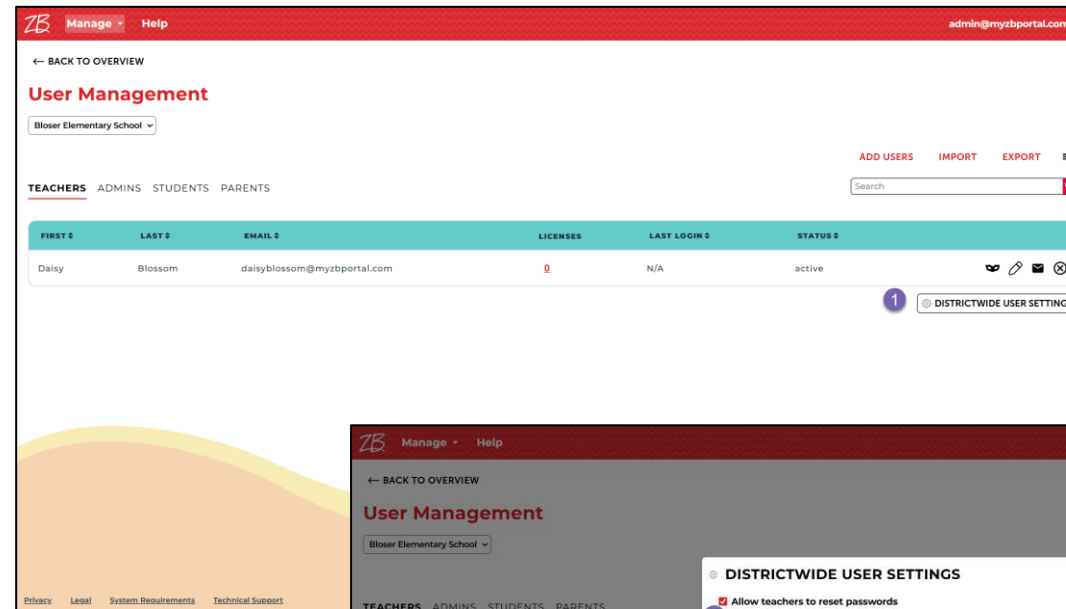 ZB Manage Help admin@myzbportal.com
← BACK TO OVERVIEW
User Management
Bloser Elementary School
ADD USERS IMPORT EXPORT
TEACHERS ADMINS STUDENTS PARENTS Search
FIRST LAST EMAIL LICENSES LAST LOGIN STATUS
Daisy Blossom daisyblossom@myzbportal.com 0 N/A active
1 DISTRICTWIDE USER SETTING
ZB Manage Help
← BACK TO OVERVIEW
User Management
Bloser Elementary School
DISTRICTWIDE USER SETTINGS
Allow teachers to reset passwords
TEACHERS ADMINS STUDENTS PARENTS
Privacy Legal System Requirements Technical Support